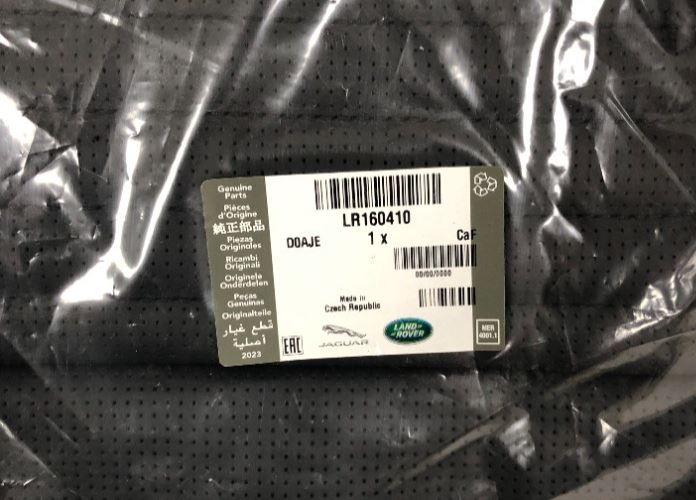 Genuine
Parts
Pièces
d'Origine
純正部品
Piezas
Originales
Ricambi
Originali
Originele
Onderdelen
Peças
Genuínas
Originalteile
قطع غيار
أصلية
2023
LR160410
DOAJE
1 x
CaF
00/00/0000
Made in
Czech Republic
EAC
JAGUAR
LAND-
-ROVER
MER
4001.1